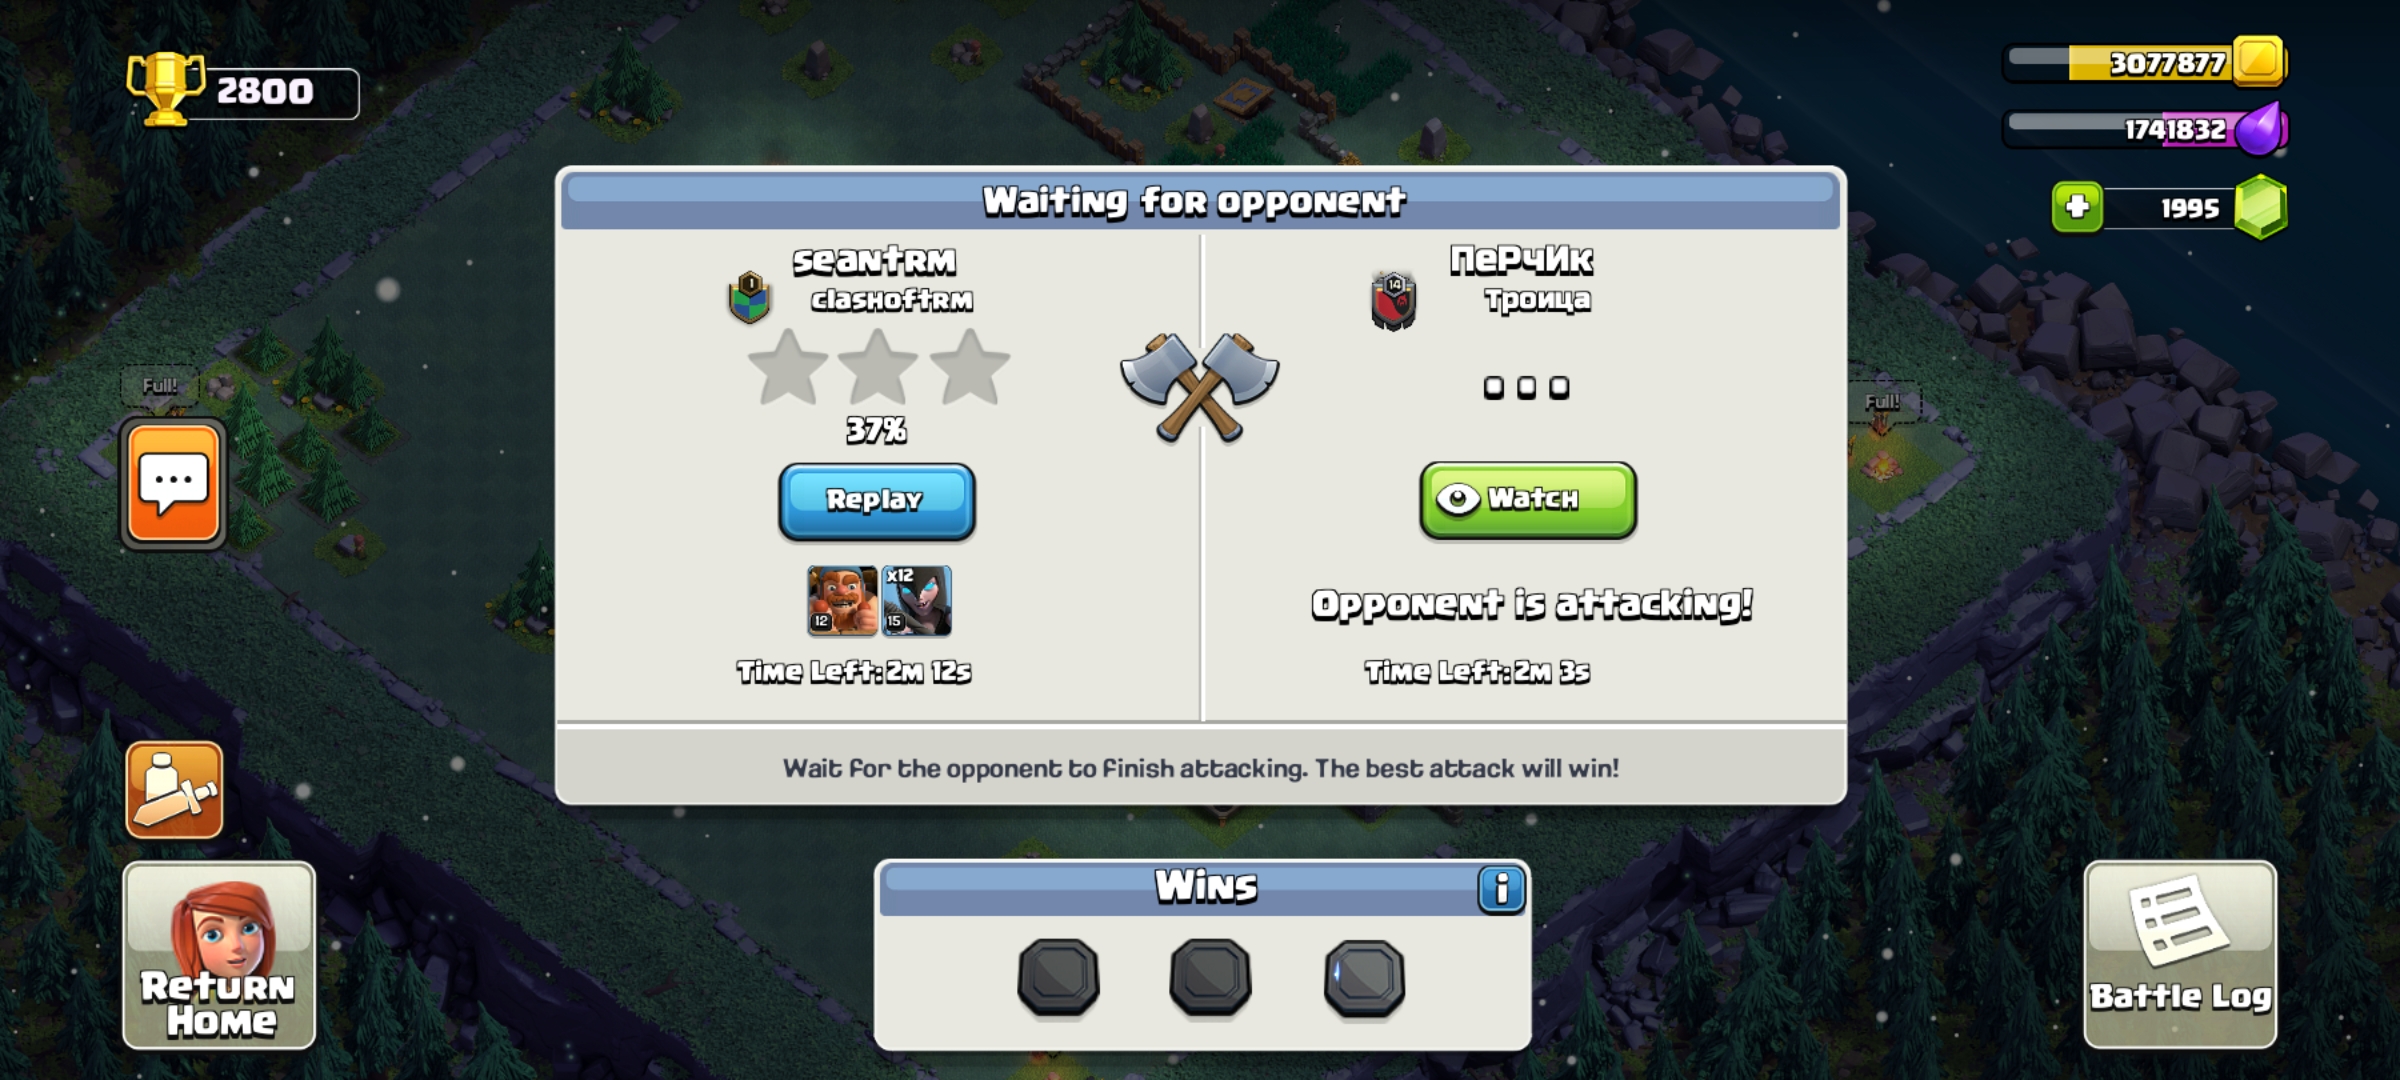 2800
3077877
1741832
1995
Waiting for opponent
seantrm
1
clashoftrm
ПеРчИк
14
Троица
Full!
Full!
37%
Replay
Watch
x12
12
15
Opponent is attacking!
Time Left:2m 12s
Time Left:2m 3s
Wait for the opponent to finish attacking. The best attack will win!
Wins
i
Return
Home
Battle Log